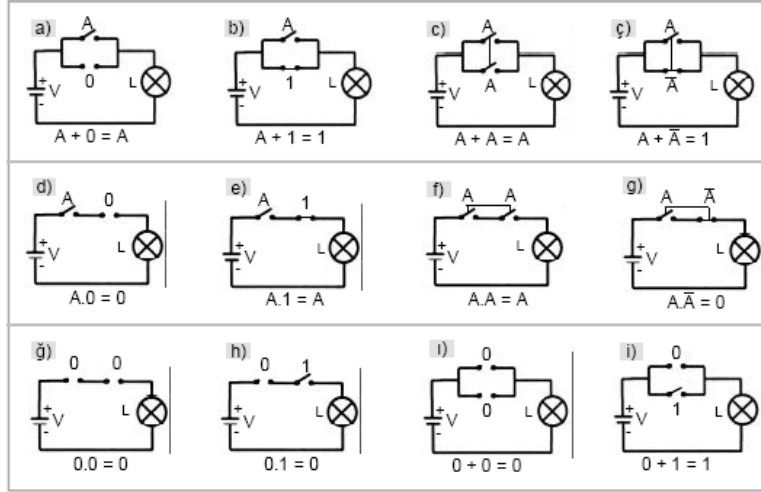 a) A
0
+ V -
L
A + 0 = A
b) A
1
+ V -
L
A + 1 = 1
c) A
A
+ V -
L
A + A = A
ç) A
A̅
+ V -
L
A + A̅ = 1
d) A 0
+ V -
L
A.0 = 0
e) A 1
+ V -
L
A.1 = A
f) A A
+ V -
L
A.A = A
g) A A̅
+ V -
L
A.A̅ = 0
ğ) 0 0
+ V -
L
0.0 = 0
h) 0 1
+ V -
L
0.1 = 0
ı) 0
0
+ V -
L
0 + 0 = 0
i) 0
1
+ V -
L
0 + 1 = 1